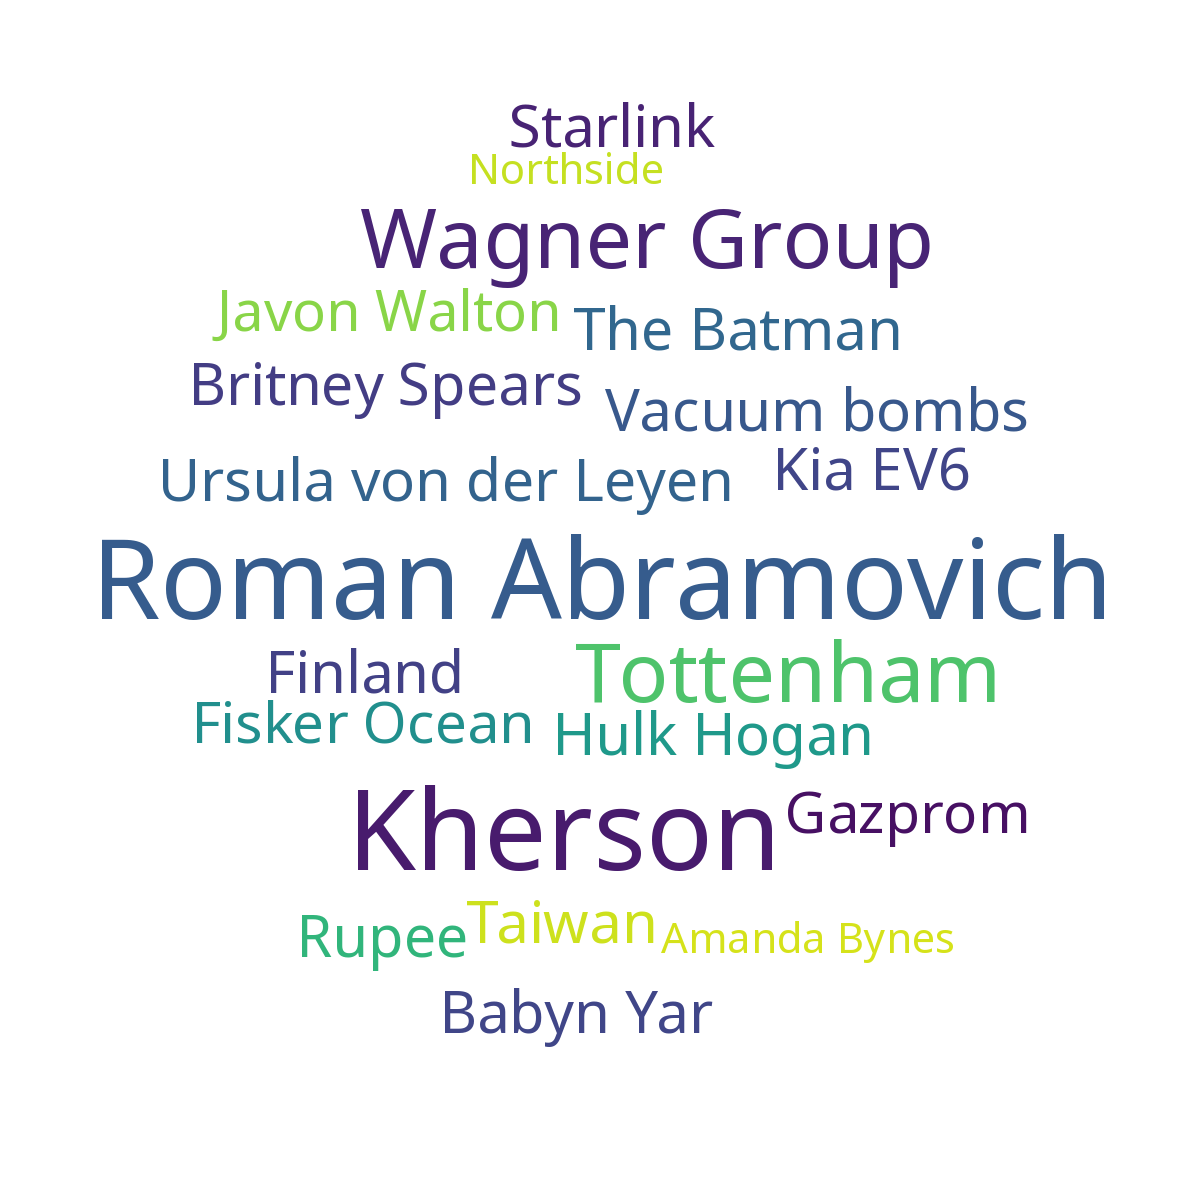 Starlink
Northside
Wagner Group
Javon Walton
The Batman
Britney Spears
Vacuum bombs
Ursula von der Leyen
Kia EV6
Roman Abramovich
Finland
Tottenham
Fisker Ocean
Hulk Hogan
Kherson
Gazprom
Rupee
Taiwan
Amanda Bynes
Babyn Yar